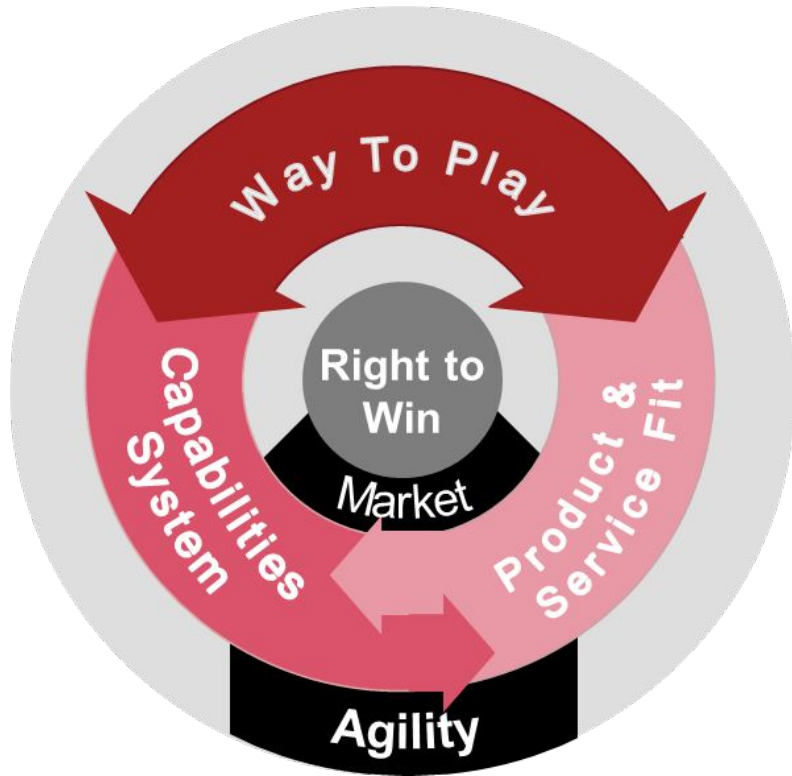 Way To Play
Right to
Win
Market
Capabilities
System
Product &
Service Fit
Agility